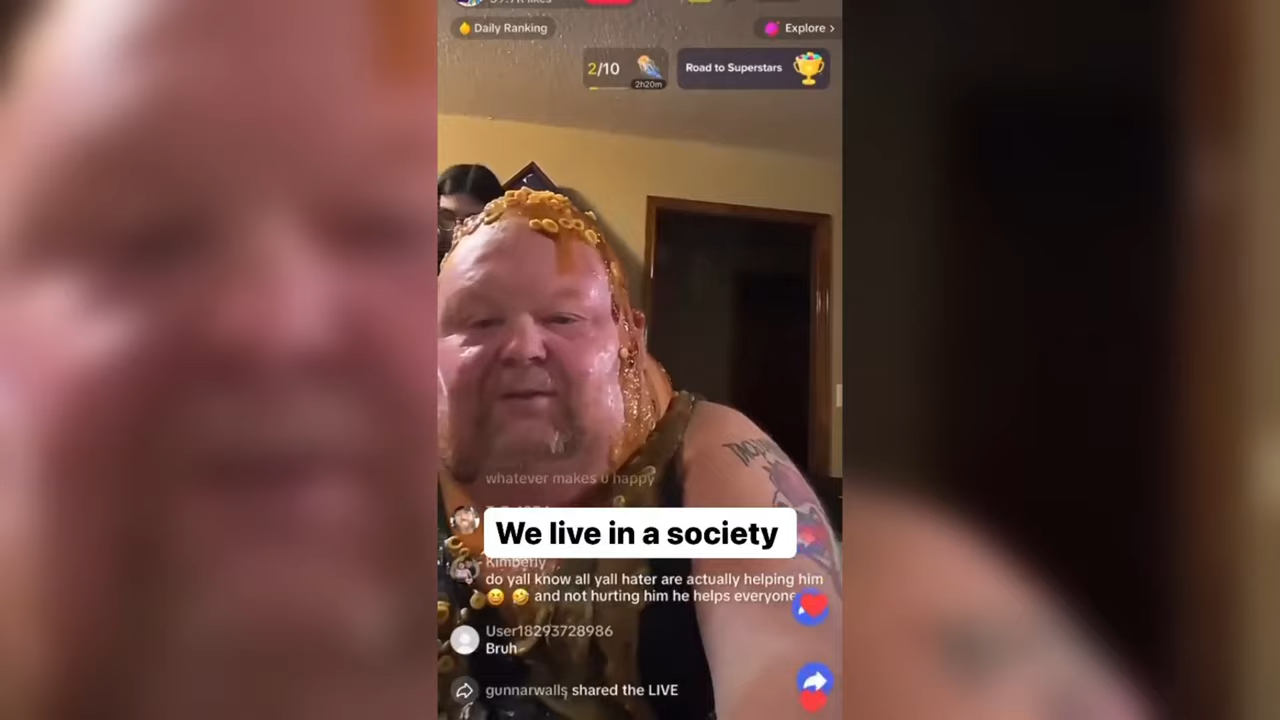 Daily Ranking
Explore >
2/10
2h20m
Road to Superstars
whatever makes u happy
We live in a society
Kimberly
do yall know all yall hater are actually helping him
😆 🤣 and not hurting him he helps everyone
User18293728986
Bruh
gunnarwalls shared the LIVE